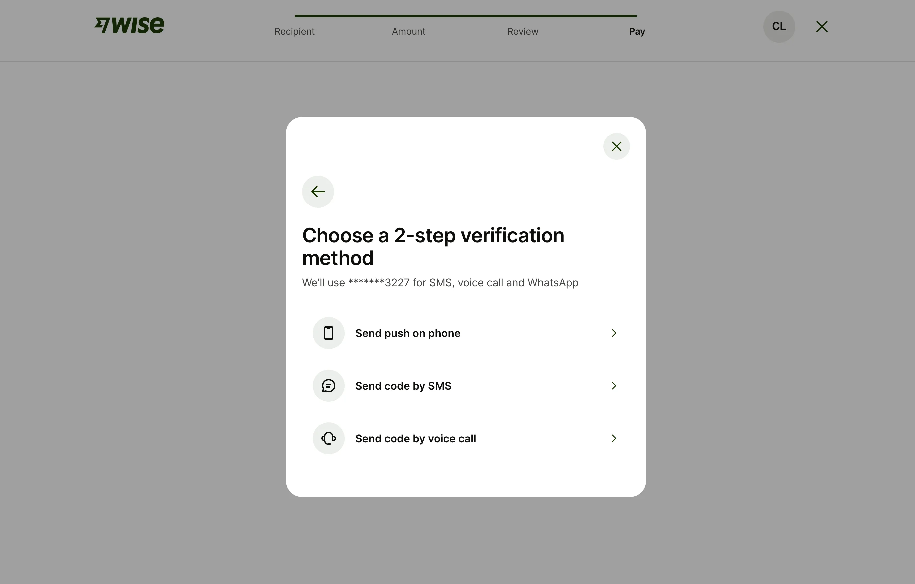 WISE
Recipient
Amount
Review
Pay
CL
Choose a 2-step verification
method
We'll use *******3227 for SMS, voice call and WhatsApp
Send push on phone
Send code by SMS
Send code by voice call